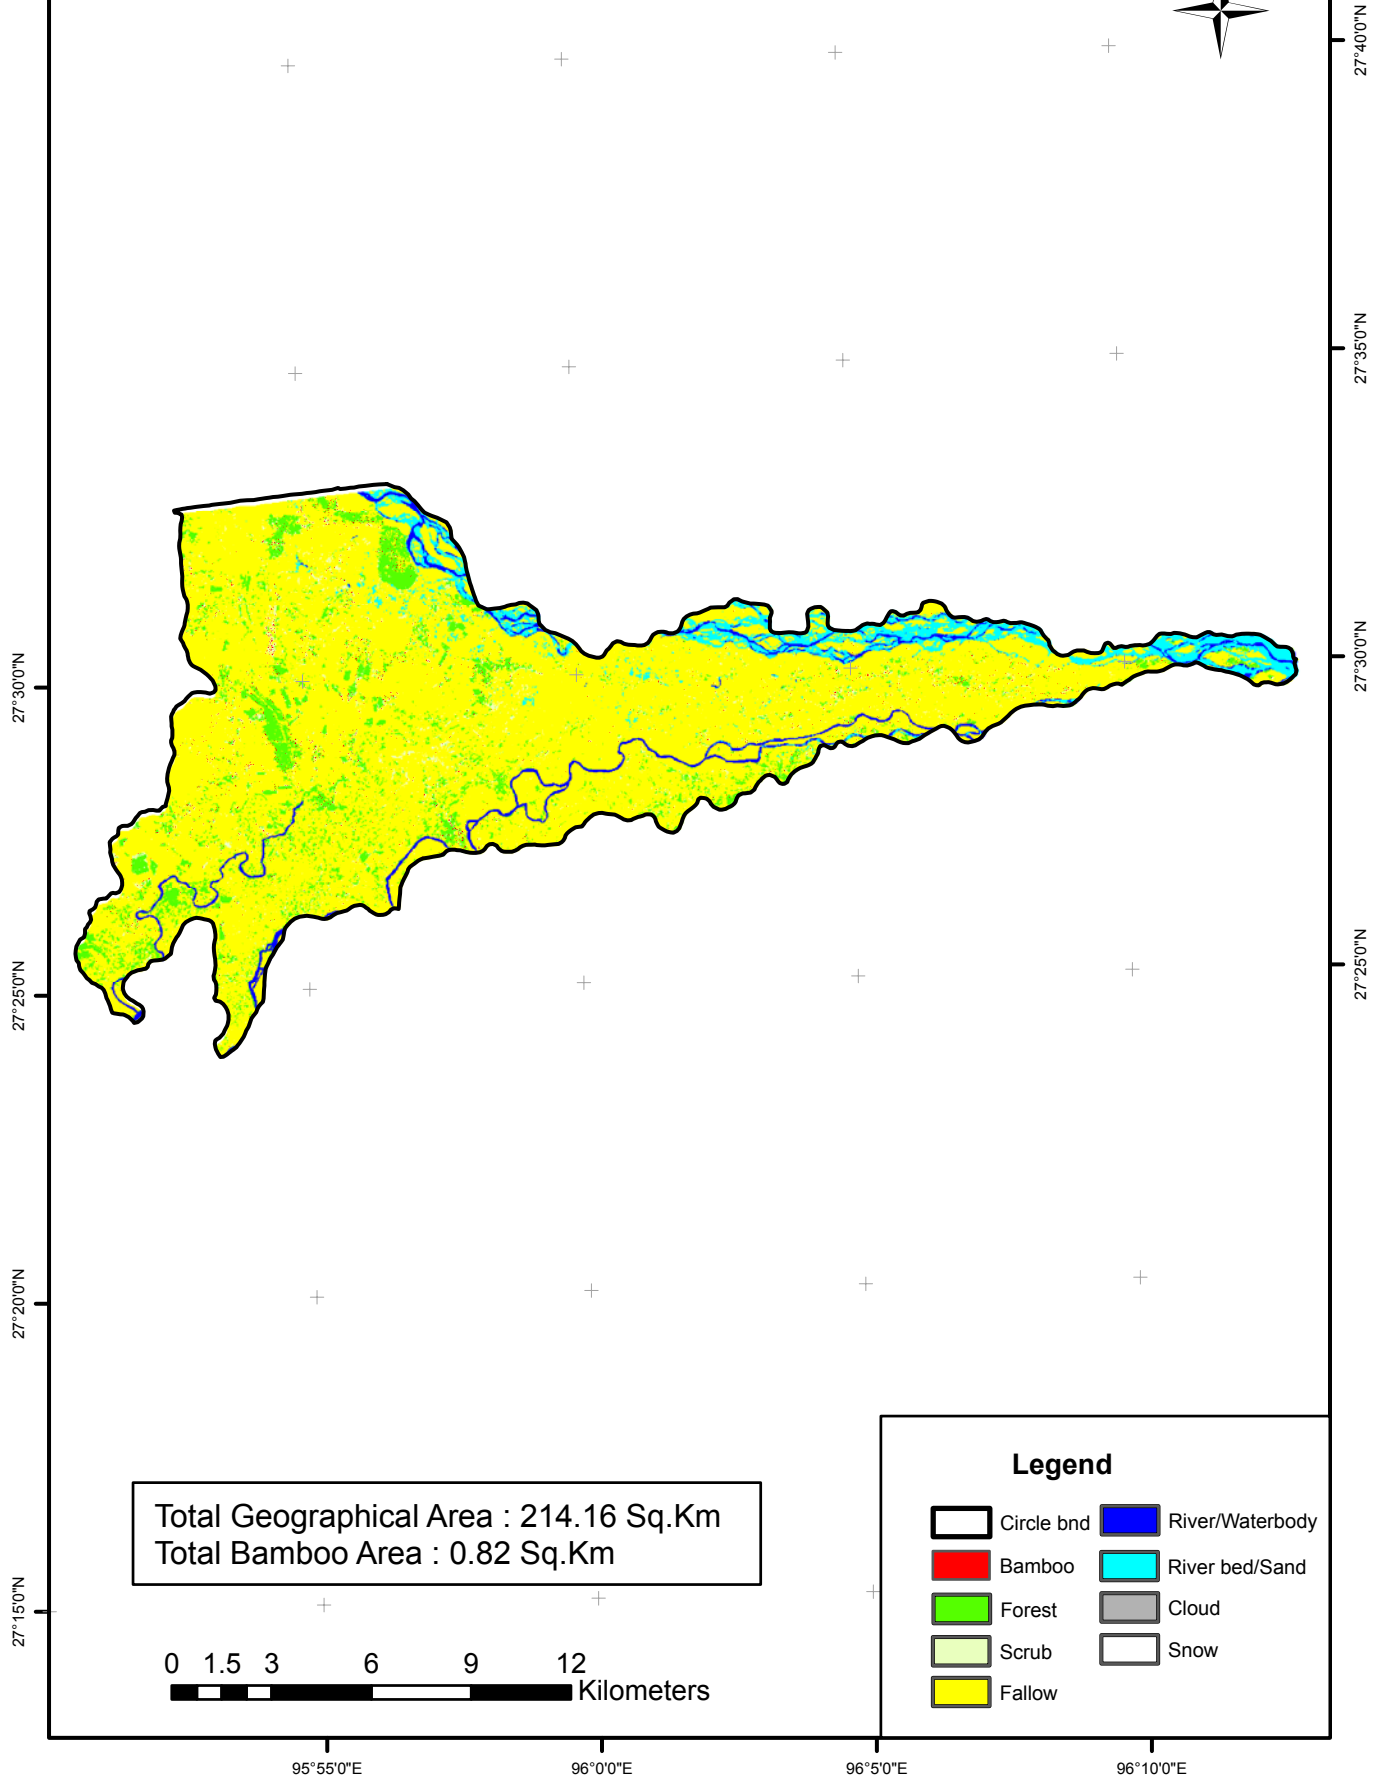 27°40'0"N
27°35'0"N
27°30'0"N
27°30'0"N
27°25'0"N
27°25'0"N
27°20'0"N
27°15'0"N
Total Geographical Area : 214.16 Sq.Km
Total Bamboo Area : 0.82 Sq.Km
0 1.5 3 6 9 12
Kilometers
Legend
Circle bnd
Bamboo
Forest
Scrub
Fallow
River/Waterbody
River bed/Sand
Cloud
Snow
95°55'0"E 96°0'0"E 96°5'0"E 96°10'0"E